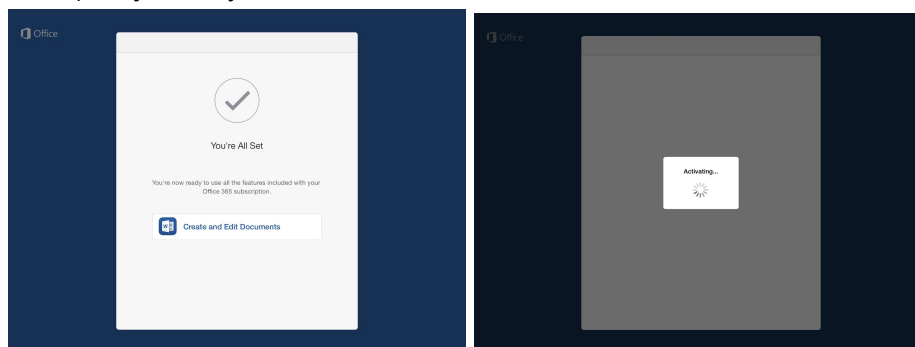 Office
You're All Set
You're now ready to use all the features included with your
Office 365 subscription.
Create and Edit Documents
Office
Activating...